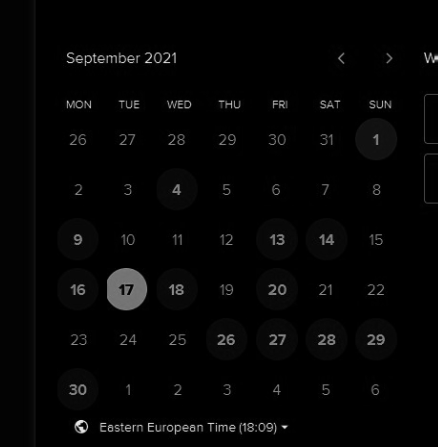 September 2021
MON TUE WED THU FRI SAT SUN
26 27 28 29 30 31 1
2 3 4 5 6 7 8
9 10 11 12 13 14 15
16 17 18 19 20 21 22
23 24 25 26 27 28 29
30 1 2 3 4 5 6
Eastern European Time (18:09)